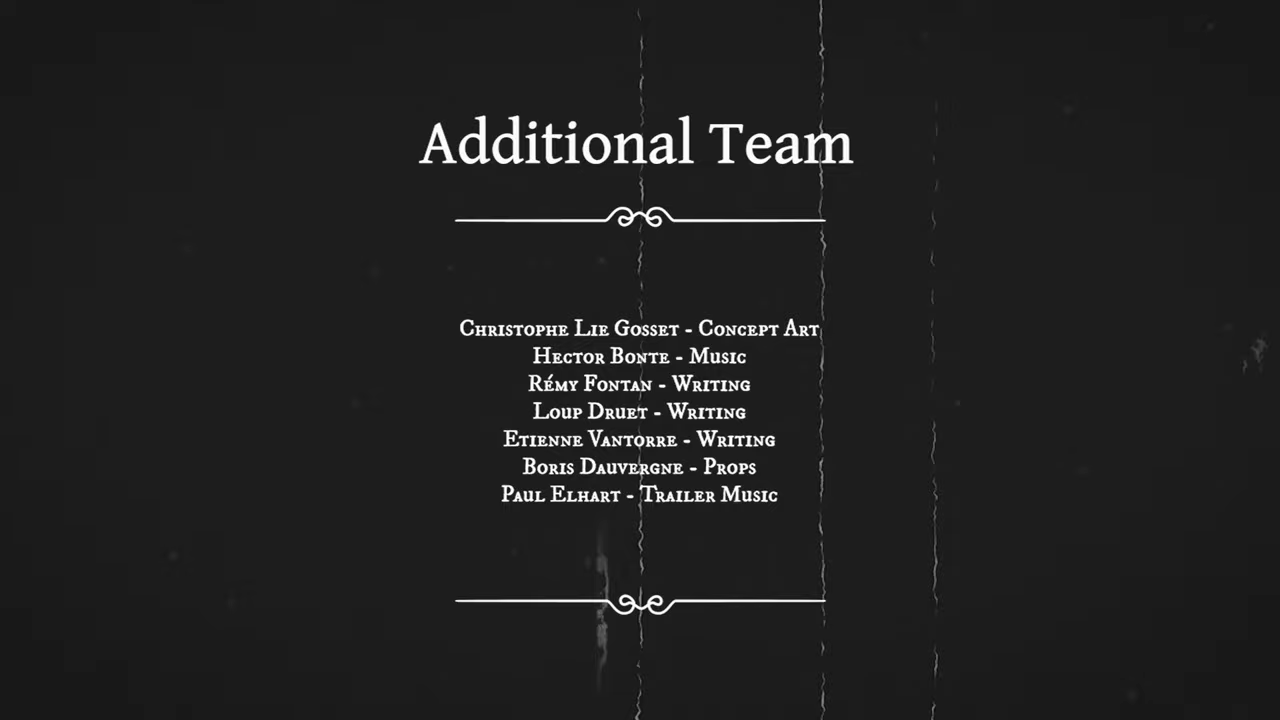 Additional Team
Christophe Lie Gosset - Concept Art
Hector Bonte - Music
Rémy Fontan - Writing
Loup Druet - Writing
Etienne Vantorre - Writing
Boris Dauvergne - Props
Paul Elhart - Trailer Music